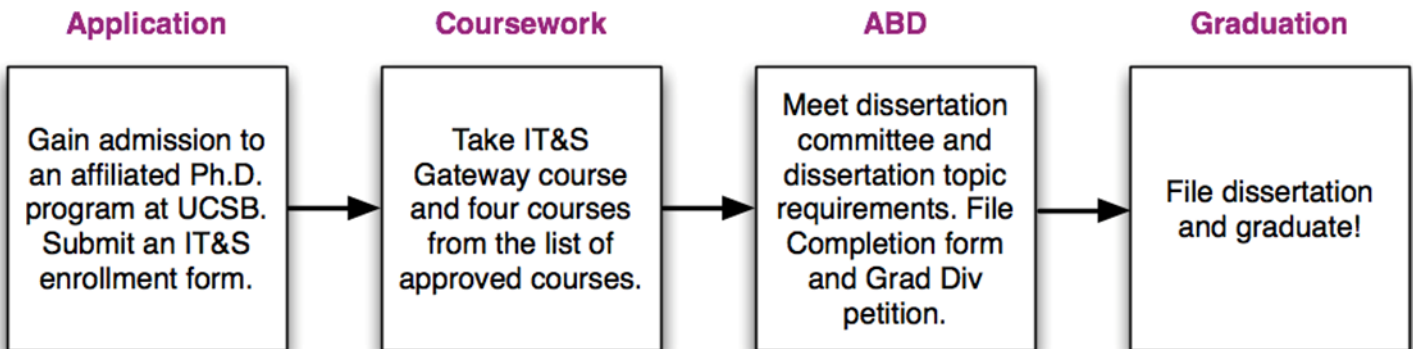 Application
Gain admission to
an affiliated Ph.D.
program at UCSB.
Submit an IT&S
enrollment form.
Coursework
Take IT&S
Gateway course
and four courses
from the list of
approved courses.
ABD
Meet dissertation
committee and
dissertation topic
requirements. File
Completion form
and Grad Div
petition.
Graduation
File dissertation
and graduate!